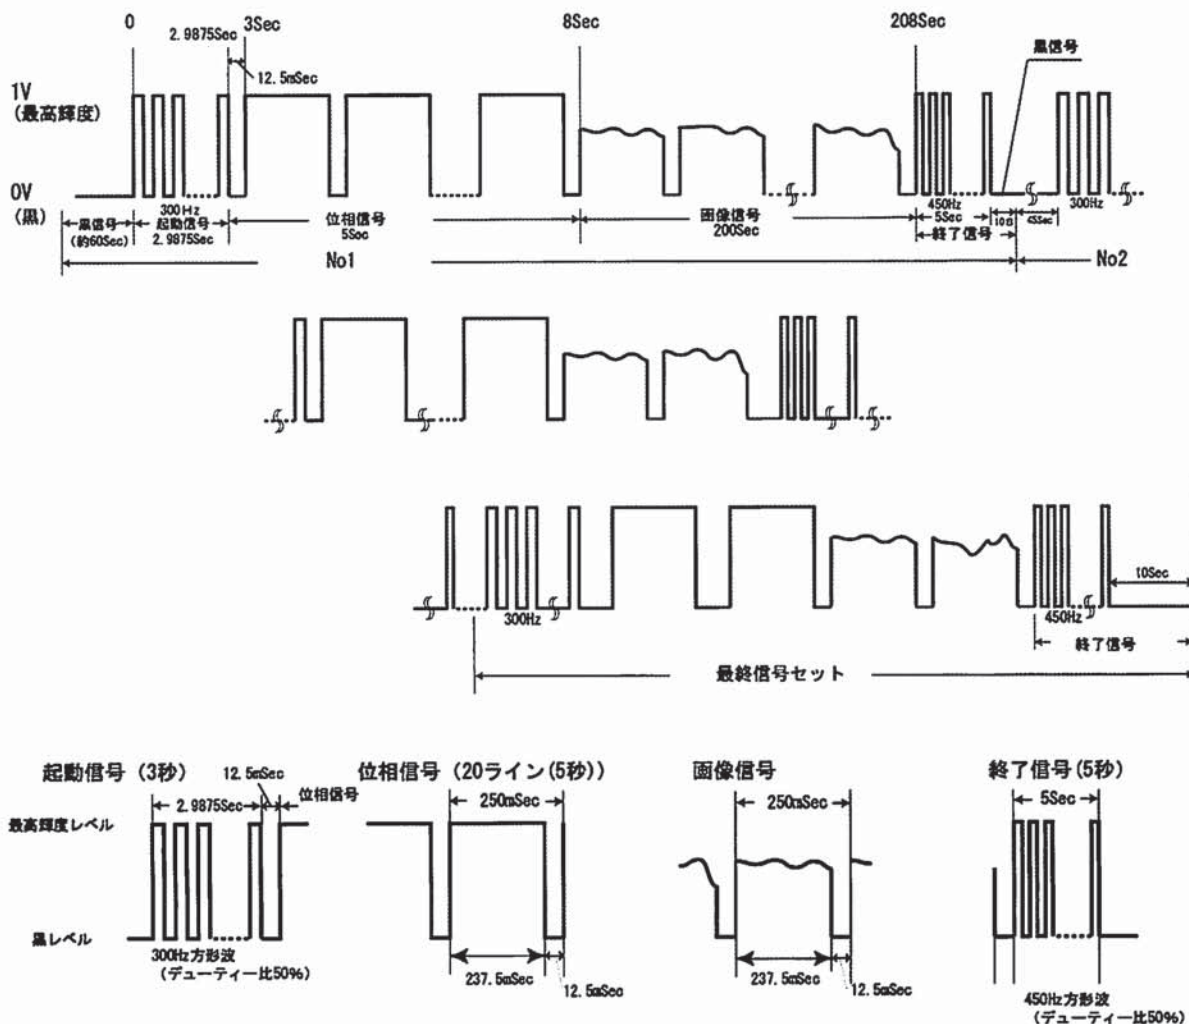 0
2.9875Sec
3Sec
8Sec
208Sec
12.5mSec
黒信号
1V
(最高輝度)
0V
(黒)
300Hz
黒信号
(約60Sec)
起動信号
2.9875Sec
位相信号
5Sec
画像信号
200Sec
450Hz
5Sec
終了信号
45Sec
300Hz
No1
No2
300Hz
450Hz
10Sec
終了信号
最終信号セット
起動信号 (3秒)
12.5mSec
2.9875Sec
位相信号
最高輝度レベル
黒レベル
300Hz方形波
(デューティー比50%)
位相信号 (20ライン(5秒))
250mSec
237.5mSec
12.5mSec
画像信号
250mSec
237.5mSec
12.5mSec
終了信号(5秒)
5Sec
450Hz方形波
(デューティー比50%)